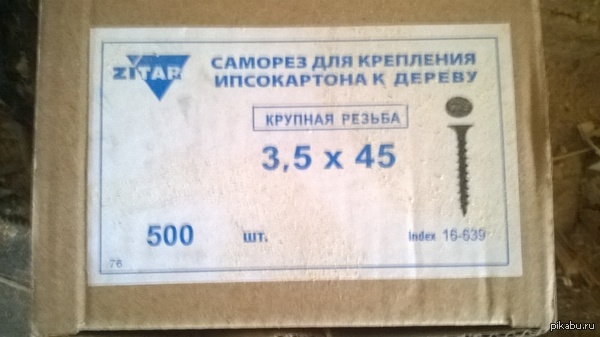 ZITAR
САМОРЕЗ ДЛЯ КРЕПЛЕНИЯ
ИПСОКАРТОНА К ДЕРЕВУ
КРУПНАЯ РЕЗЬБА
3,5 x 45
500 шт.
Index 16-639
76
pikabu.ru